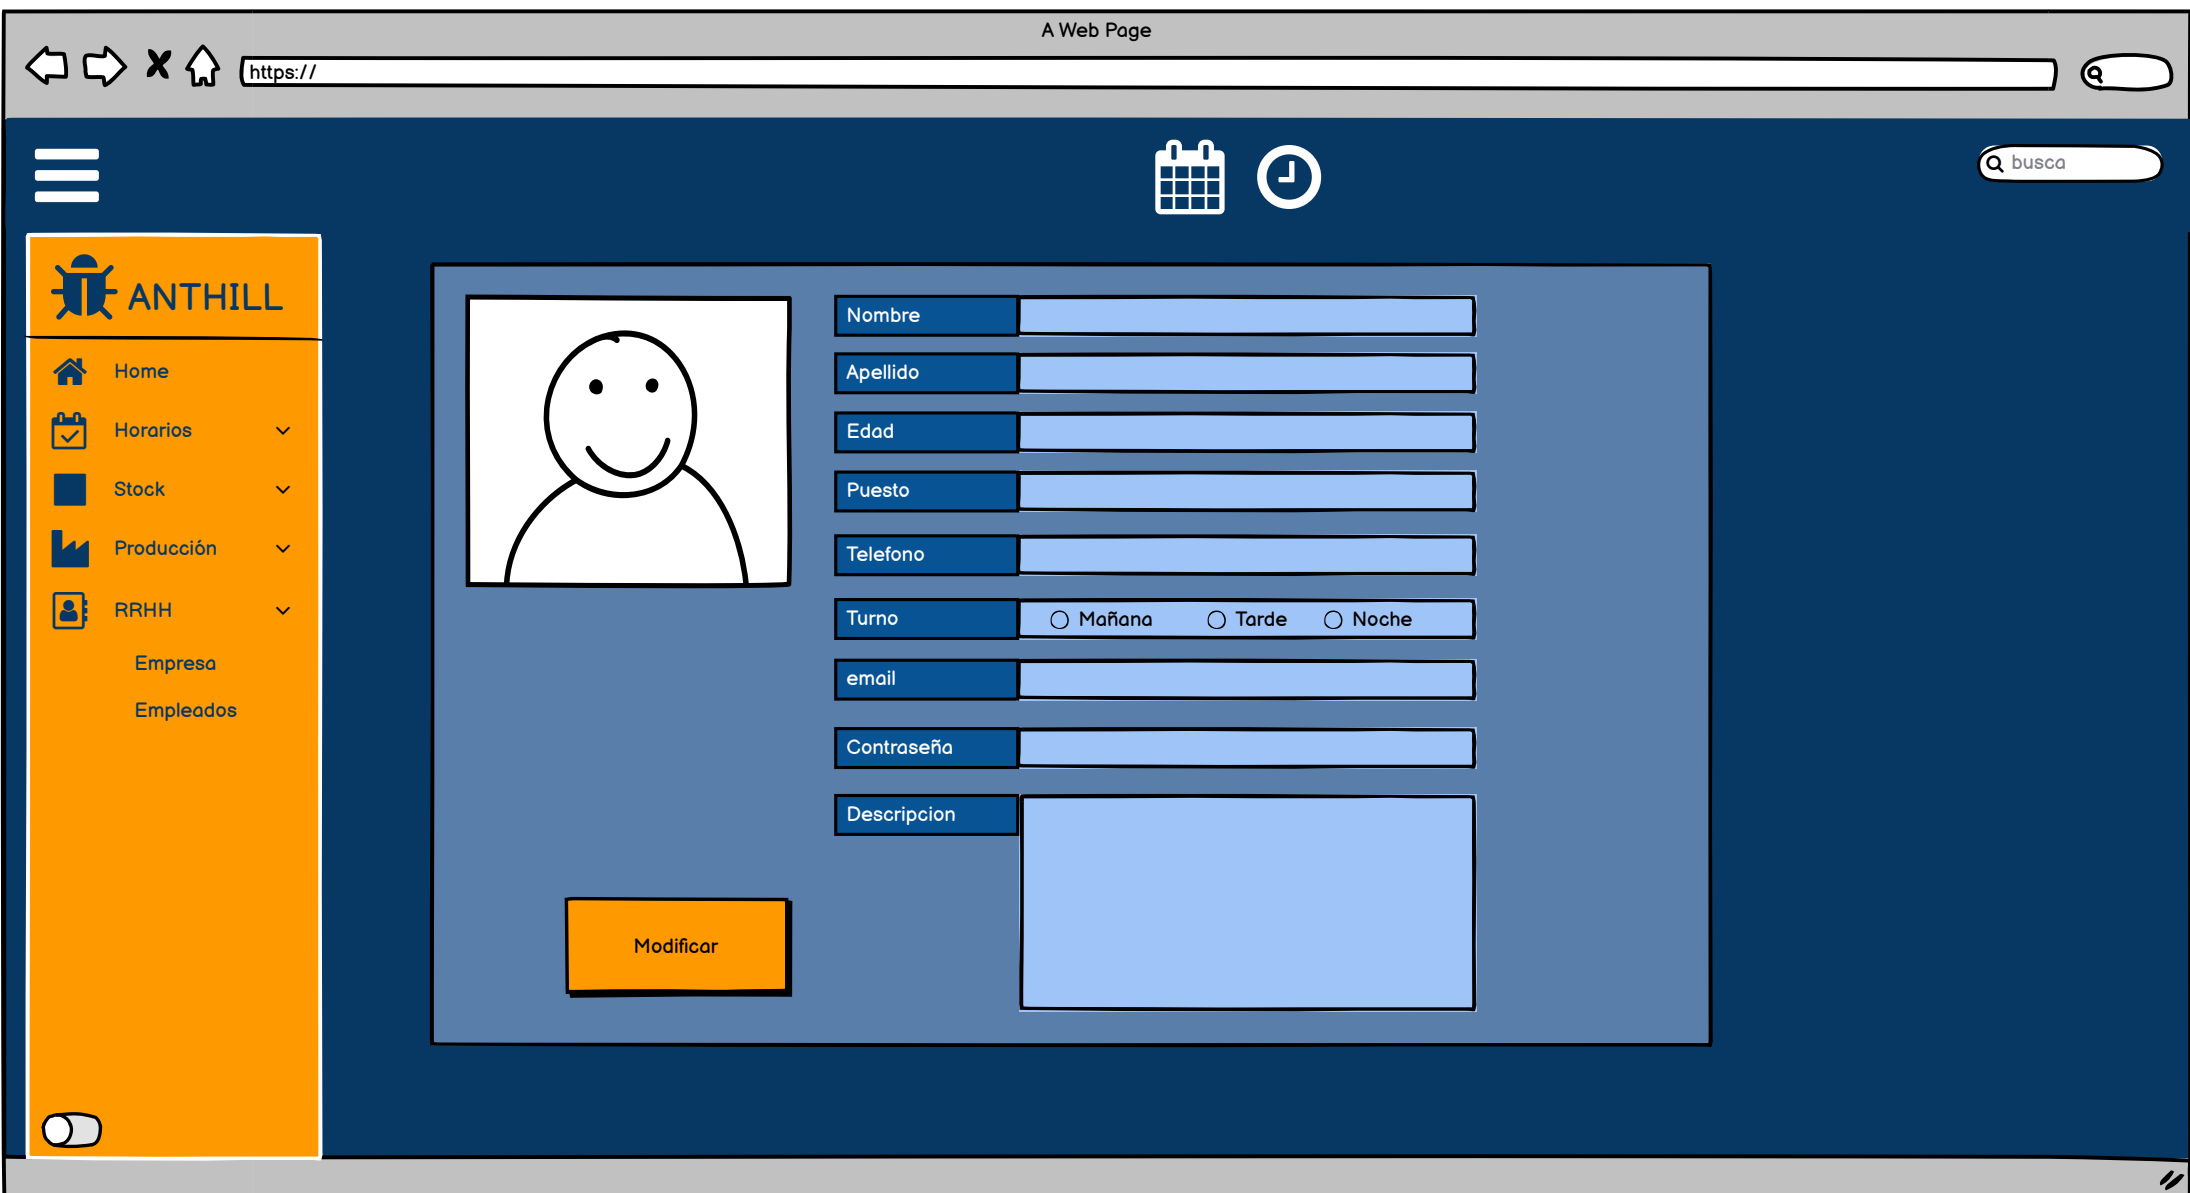 A Web Page
https://
busca
ANTHILL
Home
Horarios
Stock
Producción
RRHH
Empresa
Empleados
Nombre
Apellido
Edad
Puesto
Telefono
Turno
Mañana Tarde Noche
email
Contraseña
Descripcion
Modificar